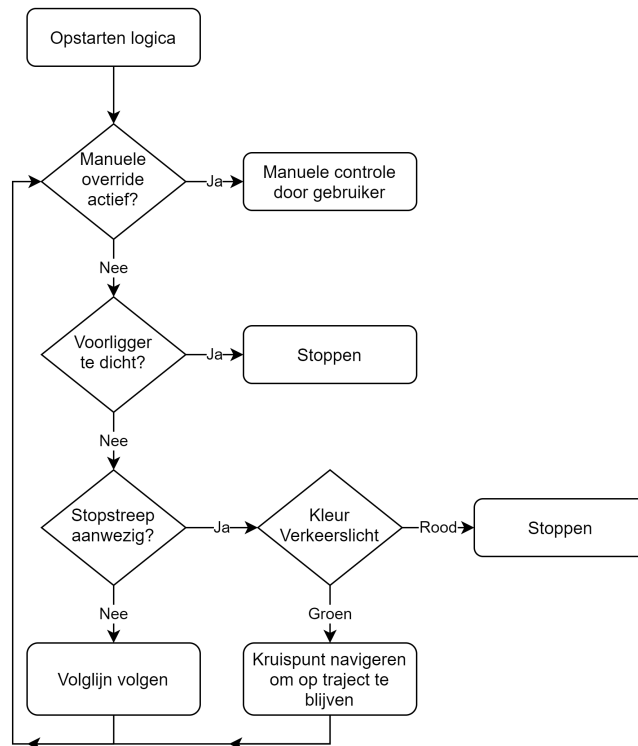 Opstarten logica
Manuele
override
actief?
Ja
Manuele controle
door gebruiker
Nee
Voorligger
te dicht?
Ja
Stoppen
Nee
Stopstreep
aanwezig?
Ja
Kleur
Verkeerslicht
Rood
Stoppen
Nee
Groen
Volglijn volgen
Kruispunt navigeren
om op traject te
blijven